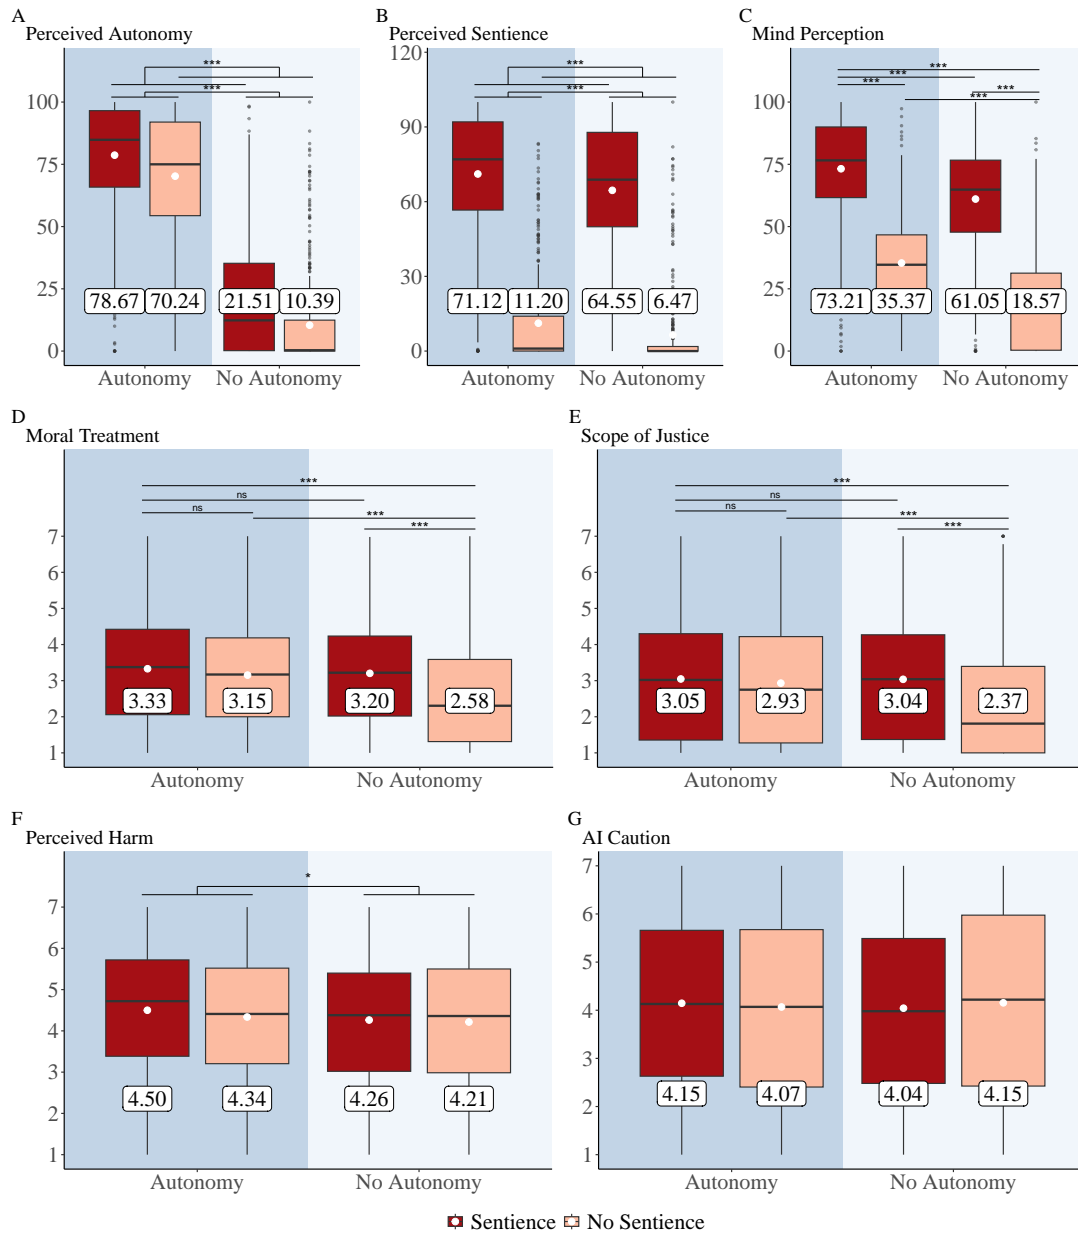 A
Perceived Autonomy
***
***
100
75
50
25
0
78.67
70.24
21.51
10.39
Autonomy
No Autonomy
B
Perceived Sentience
***
***
120
90
60
30
0
71.12
11.20
64.55
6.47
Autonomy
No Autonomy
C
Mind Perception
***
***
***
***
***
100
75
50
25
0
73.21
35.37
61.05
18.57
Autonomy
No Autonomy
D
Moral Treatment
***
ns
ns
***
***
7
6
5
4
3
2
1
3.33
3.15
3.20
2.58
Autonomy
No Autonomy
E
Scope of Justice
***
ns
ns
***
***
7
6
5
4
3
2
1
3.05
2.93
3.04
2.37
Autonomy
No Autonomy
F
Perceived Harm
*
7
6
5
4
3
2
1
4.50
4.34
4.26
4.21
Autonomy
No Autonomy
G
AI Caution
7
6
5
4
3
2
1
4.15
4.07
4.04
4.15
Autonomy
No Autonomy
Sentience
No Sentience